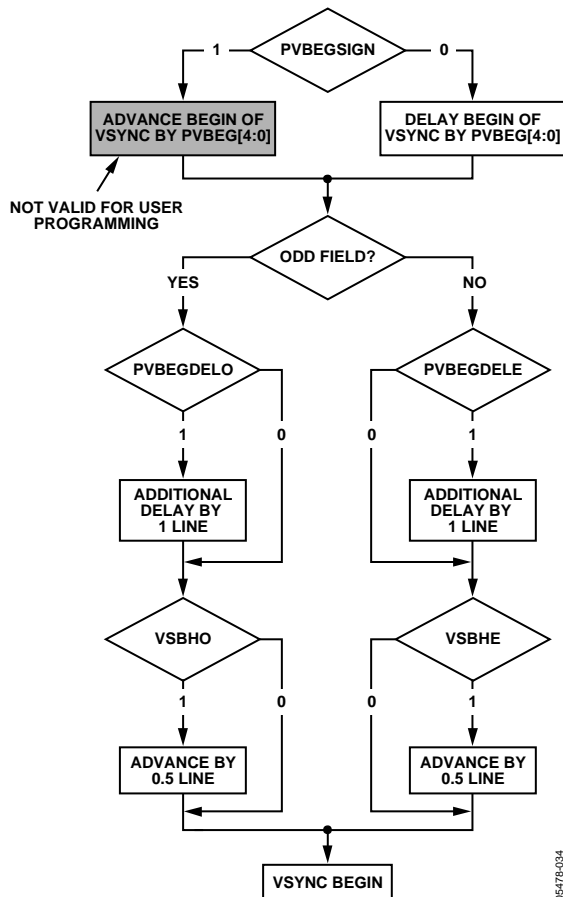 PVBEGSIGN
1
0
ADVANCE BEGIN OF
VSYNC BY PVBEG[4:0]
DELAY BEGIN OF
VSYNC BY PVBEG[4:0]
NOT VALID FOR USER
PROGRAMMING
ODD FIELD?
YES
NO
PVBEGDELO
PVBEGDELE
1
0
0
1
ADDITIONAL
DELAY BY
1 LINE
ADDITIONAL
DELAY BY
1 LINE
VSBHO
VSBHE
1
0
0
1
ADVANCE BY
0.5 LINE
ADVANCE BY
0.5 LINE
VSYNC BEGIN
05478-034